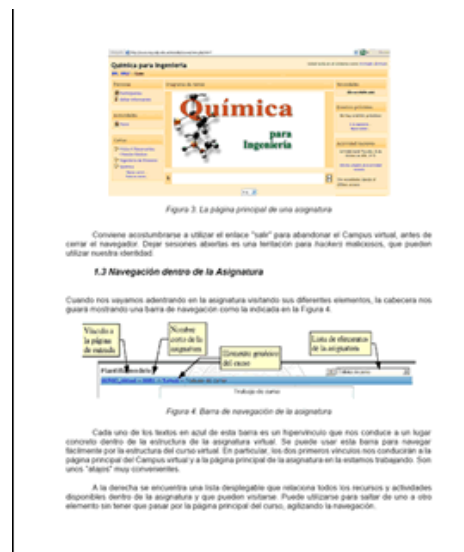 Química para Ingeniería
Diagrama de temas
Personas
Participantes
Actividades
Química
para
Ingeniería
Figura 3: La página principal de una asignatura
Conviene acostumbrarse a utilizar el enlace "salir" para abandonar el Campus virtual, antes de
cerrar el navegador. Dejar sesiones abiertas es una tentación para hackers maliciosos, que pueden
utilizar nuestra identidad.
1.3 Navegación dentro de la Asignatura
Cuando nos vayamos adentrando en la asignatura visitando sus diferentes elementos, la cabecera nos
guiará mostrando una barra de navegación como la indicada en la Figura 4.
Vínculo a
la página
de entrada
Nombre
corto de la
asignatura
Elemento genérico
del curso
Lista de elementos
de la asignatura
Trabajo de curso
Figura 4: Barra de navegación de la asignatura
Cada uno de los textos en azul de esta barra es un hipervínculo que nos conduce a un lugar
concreto dentro de la estructura de la asignatura virtual. Se puede usar esta barra para navegar
fácilmente por la estructura del curso virtual. En particular, los dos primeros vínculos nos conducirán a la
página principal del Campus virtual y a la página principal de la asignatura en la estamos trabajando. Son
unos "atajos" muy convenientes.
A la derecha se encuentra una lista desplegable que relaciona todos los recursos y actividades
disponibles dentro de la asignatura y que pueden visitarse. Puede utilizarse para saltar de uno a otro
elemento sin tener que pasar por la página principal del curso, agilizando la navegación.